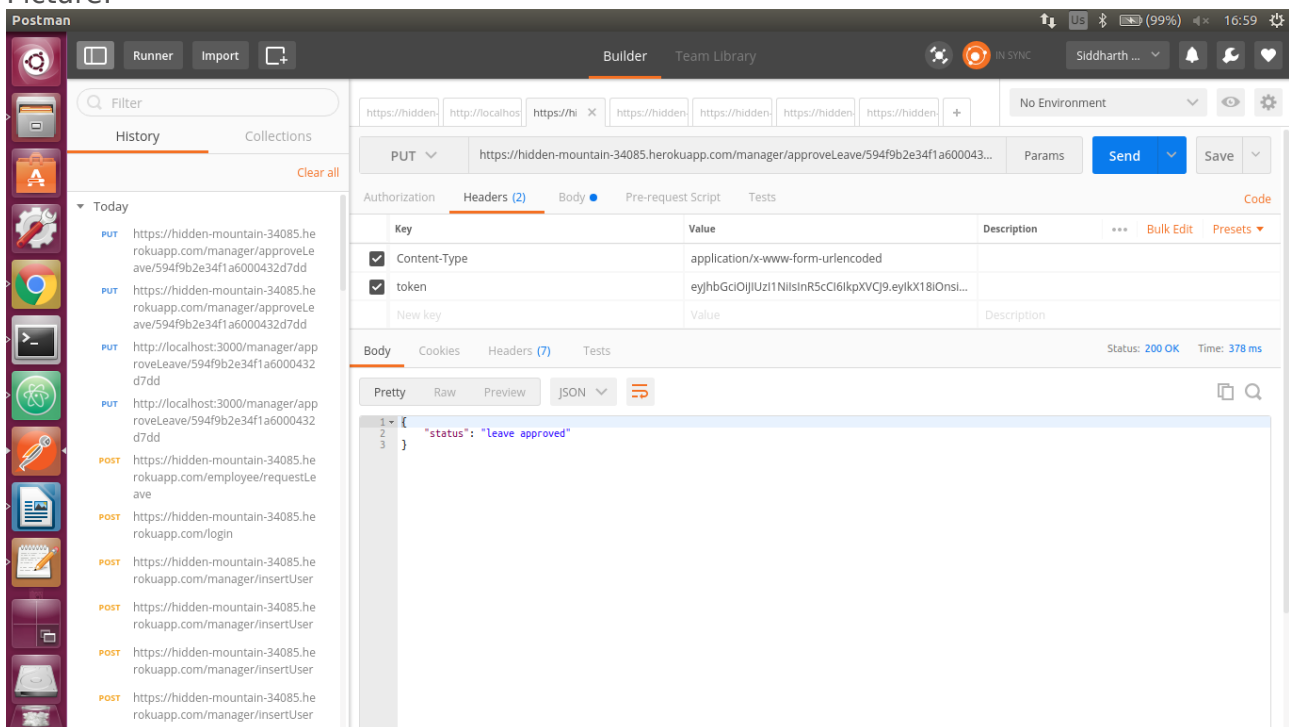 Picture:
Postman
Us (99%) 16:59
Runner Import Builder Team Library IN SYNC Siddharth ...
Filter
History Collections
Clear all
Today
PUT https://hidden-mountain-34085.he
rokuapp.com/manager/approveLe
ave/594f9b2e34f1a6000432d7dd
PUT https://hidden-mountain-34085.he
rokuapp.com/manager/approveLe
ave/594f9b2e34f1a6000432d7dd
PUT http://localhost:3000/manager/app
roveLeave/594f9b2e34f1a6000432
d7dd
PUT http://localhost:3000/manager/app
roveLeave/594f9b2e34f1a6000432
d7dd
POST https://hidden-mountain-34085.he
rokuapp.com/employee/requestLe
ave
POST https://hidden-mountain-34085.he
rokuapp.com/login
POST https://hidden-mountain-34085.he
rokuapp.com/manager/insertUser
POST https://hidden-mountain-34085.he
rokuapp.com/manager/insertUser
POST https://hidden-mountain-34085.he
rokuapp.com/manager/insertUser
POST https://hidden-mountain-34085.he
rokuapp.com/manager/insertUser
https://hidden- http://localhos https://hi https://hidden- https://hidden- https://hidden- https://hidden- +
No Environment
PUT https://hidden-mountain-34085.herokuapp.com/manager/approveLeave/594f9b2e34f1a600043... Params Send Save
Authorization Headers (2) Body Pre-request Script Tests Code
Key Value Description Bulk Edit Presets
Content-Type application/x-www-form-urlencoded
token eyJhbGciOiJIUzI1NiIsInR5cCI6IkpXVCJ9.eyIkX18iOnsi...
New key Value Description
Body Cookies Headers (7) Tests Status: 200 OK Time: 378 ms
Pretty Raw Preview JSON
1 {
2 "status": "leave approved"
3 }